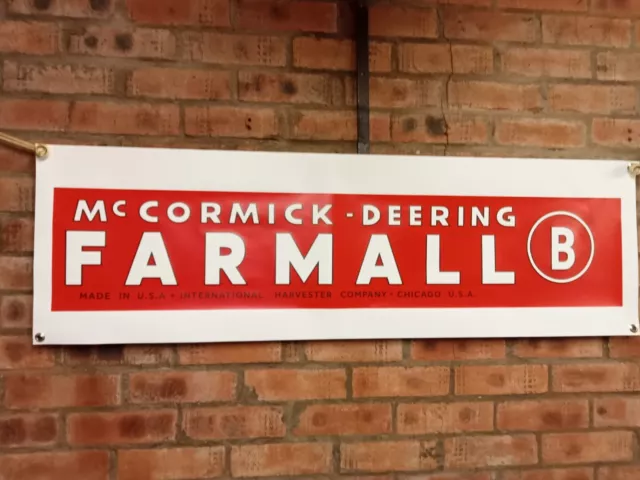 McCORMICK - DEERING
FARMALL B
MADE IN U.S.A • INTERNATIONAL HARVESTER COMPANY • CHICAGO U.S.A.